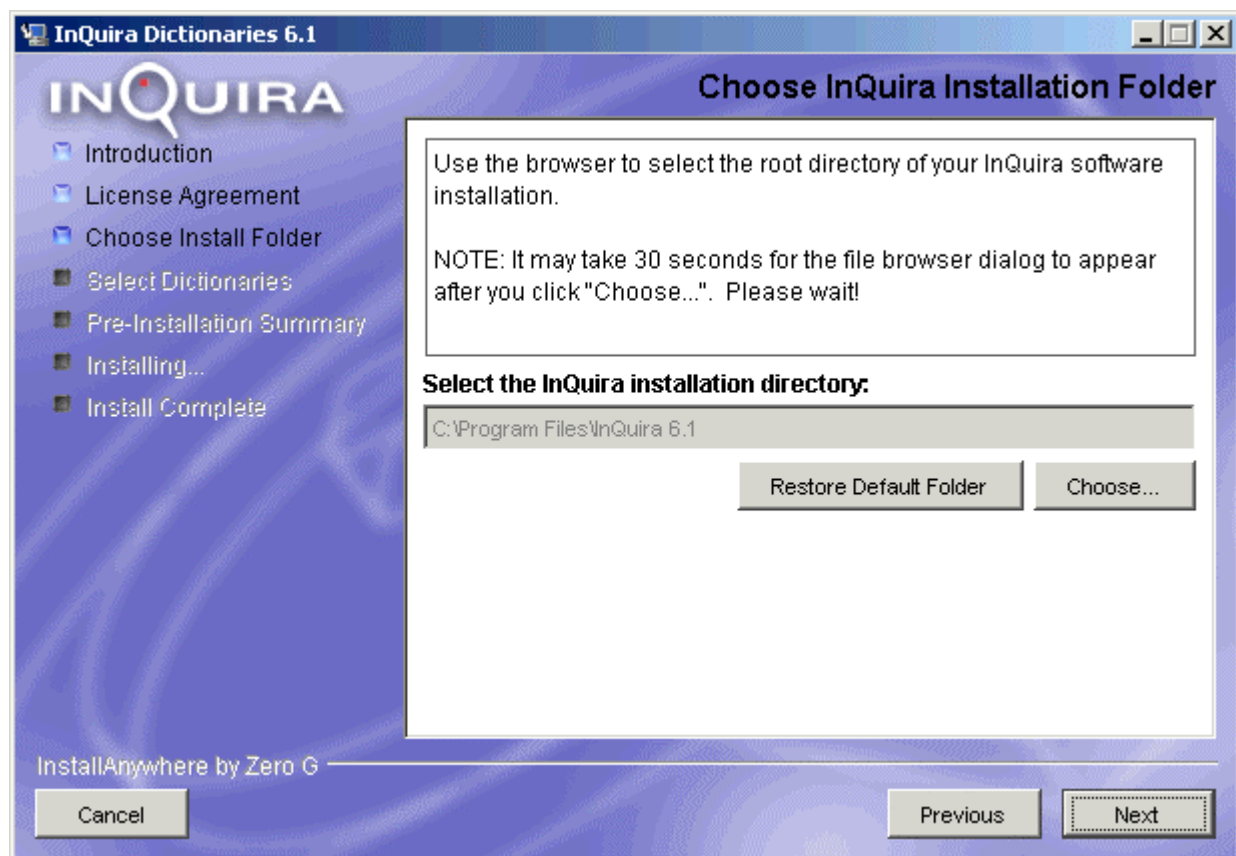 InQuira Dictionaries 6.1
INQUIRA
Choose InQuira Installation Folder
Introduction
License Agreement
Choose Install Folder
Select Dictionaries
Pre-Installation Summary
Installing...
Install Complete
Use the browser to select the root directory of your InQuira software
installation.
NOTE: It may take 30 seconds for the file browser dialog to appear
after you click "Choose...".  Please wait!
Select the InQuira installation directory:
C:\Program Files\InQuira 6.1
Restore Default Folder
Choose...
InstallAnywhere by Zero G
Cancel
Previous
Next